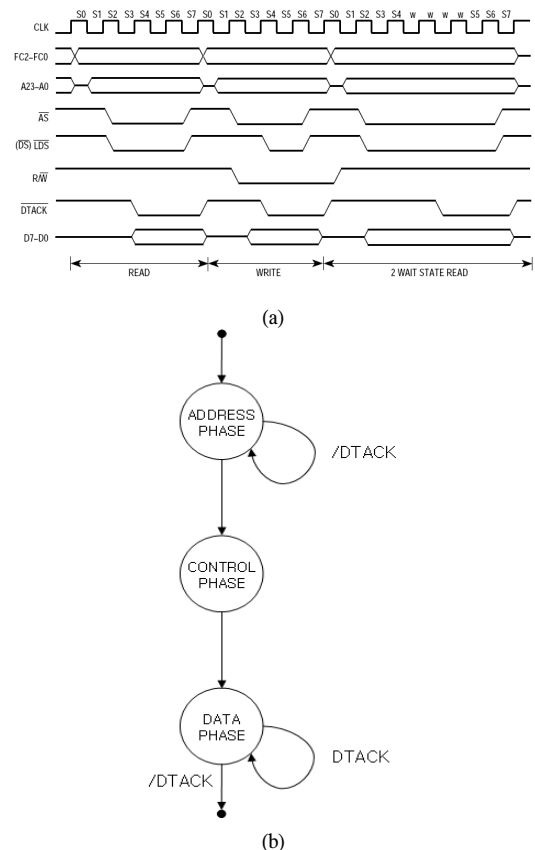 S0 S1 S2 S3 S4 S5 S6 S7 S0 S1 S2 S3 S4 S5 S6 S7 S0 S1 S2 S3 S4 w w w w S5 S6 S7
CLK
FC2–FC0
A23–A0
AS
(DS) LDS
R/W
DTACK
D7–D0
READ WRITE 2 WAIT STATE READ
(a)
ADDRESS
PHASE
/DTACK
CONTROL
PHASE
DATA
PHASE
DTACK
/DTACK
(b)